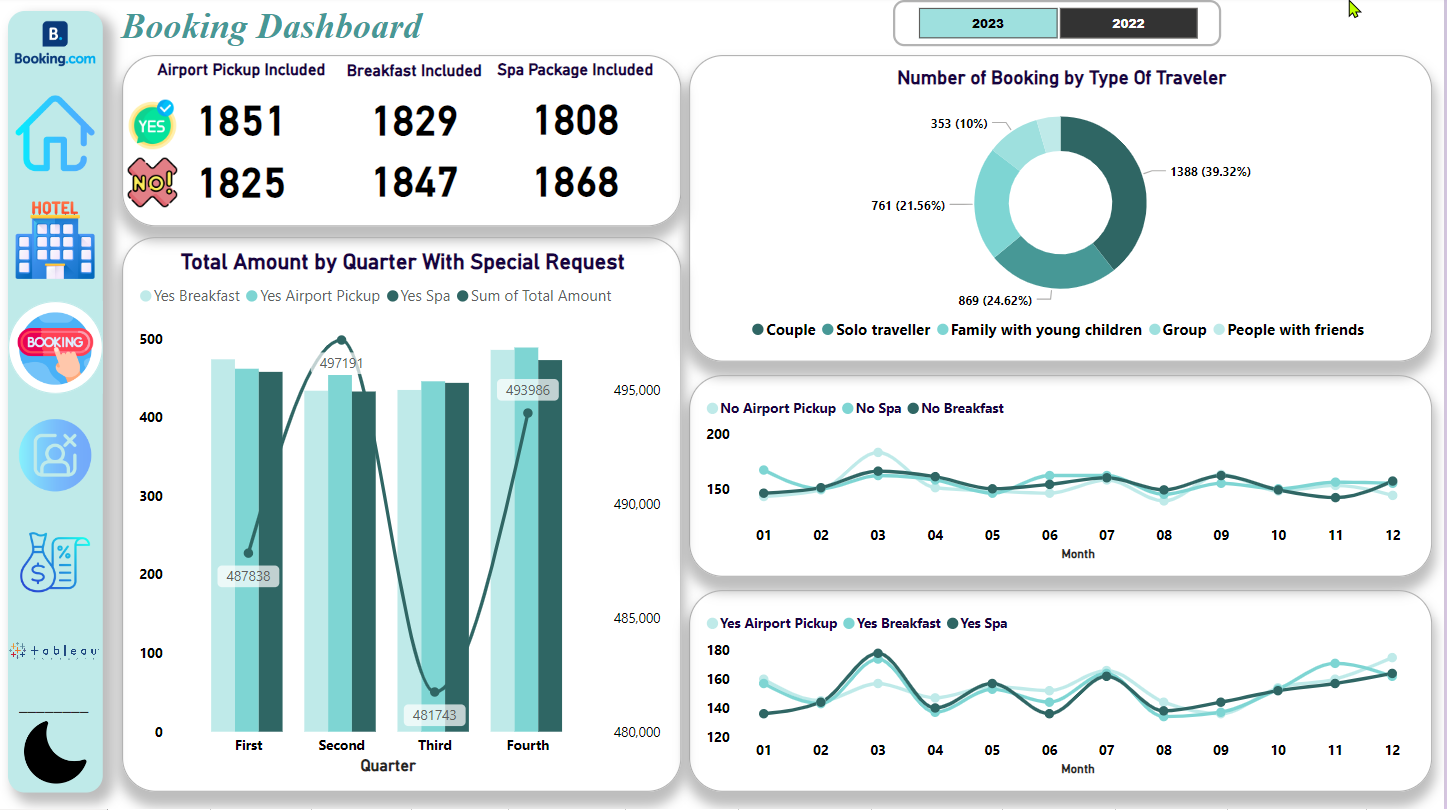 B.
Booking.com
HOTEL
BOOKING
tableau
Booking Dashboard
2023
2022
Airport Pickup Included
Breakfast Included
Spa Package Included
YES
1851
1829
1808
NO!
1825
1847
1868
Total Amount by Quarter With Special Request
Yes Breakfast
Yes Airport Pickup
Yes Spa
Sum of Total Amount
500
400
300
200
100
0
497191
493986
487838
481743
495,000
490,000
485,000
480,000
First
Second
Third
Fourth
Quarter
Number of Booking by Type Of Traveler
353 (10%)
1388 (39.32%)
761 (21.56%)
869 (24.62%)
Couple
Solo traveller
Family with young children
Group
People with friends
No Airport Pickup
No Spa
No Breakfast
200
150
01 02 03 04 05 06 07 08 09 10 11 12
Month
Yes Airport Pickup
Yes Breakfast
Yes Spa
180
160
140
120
01 02 03 04 05 06 07 08 09 10 11 12
Month